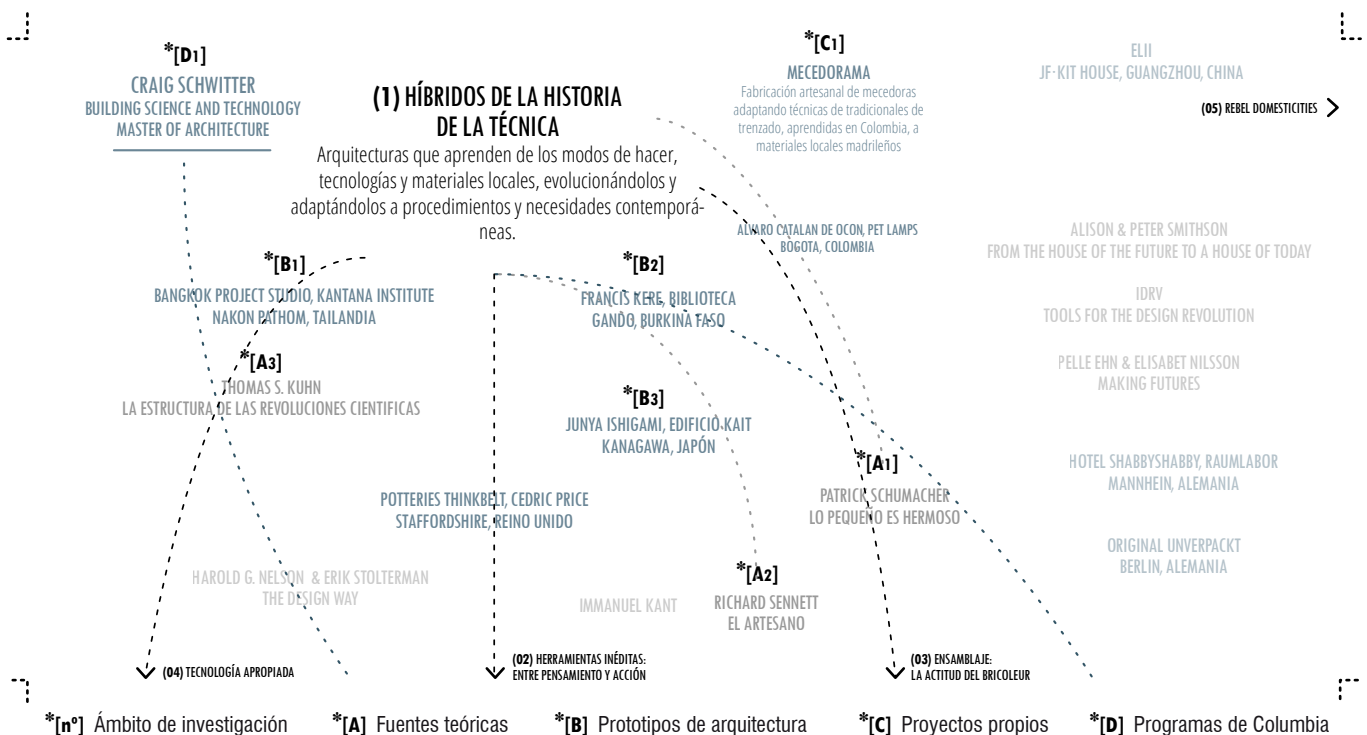 *[D1]
CRAIG SCHWITTER
BUILDING SCIENCE AND TECHNOLOGY
MASTER OF ARCHITECTURE
(1) HÍBRIDOS DE LA HISTORIA
DE LA TÉCNICA
Arquitecturas que aprenden de los modos de hacer,
tecnologías y materiales locales, evolucionándolos y
adaptándolos a procedimientos y necesidades contemporá-
neas.
*[C1]
MECEDORAMA
Fabricación artesanal de mecedoras
adaptando técnicas de tradicionales de
trenzado, aprendidas en Colombia, a
materiales locales madrileños
ELII
JF-KIT HOUSE, GUANGZHOU, CHINA
(05) REBEL DOMESTICITIES
ALVARO CATALAN DE OCON, PET LAMPS
BOGOTA, COLOMBIA
ALISON & PETER SMITHSON
FROM THE HOUSE OF THE FUTURE TO A HOUSE OF TODAY
*[B1]
BANGKOK PROJECT STUDIO, KANTANA INSTITUTE
NAKON PATHOM, TAILANDIA
*[B2]
FRANCIS KERE, BIBLIOTECA
GANDO, BURKINA FASO
IDRV
TOOLS FOR THE DESIGN REVOLUTION
*[A3]
THOMAS S. KUHN
LA ESTRUCTURA DE LAS REVOLUCIONES CIENTIFICAS
PELLE EHN & ELISABET NILSSON
MAKING FUTURES
*[B3]
JUNYA ISHIGAMI, EDIFICIO KAIT
KANAGAWA, JAPÓN
*[A1]
PATRICK SCHUMACHER
LO PEQUEÑO ES HERMOSO
HOTEL SHABBYSHABBY, RAUMLABOR
MANNHEIN, ALEMANIA
POTTERIES THINKBELT, CEDRIC PRICE
STAFFORDSHIRE, REINO UNIDO
ORIGINAL UNVERPACKT
BERLIN, ALEMANIA
HAROLD G. NELSON & ERIK STOLTERMAN
THE DESIGN WAY
IMMANUEL KANT
*[A2]
RICHARD SENNETT
EL ARTESANO
(04) TECNOLOGÍA APROPIADA
(02) HERRAMIENTAS INÉDITAS:
ENTRE PENSAMIENTO Y ACCIÓN
(03) ENSAMBLAJE:
LA ACTITUD DEL BRICOLEUR
*[nº] Ámbito de investigación
*[A] Fuentes teóricas
*[B] Prototipos de arquitectura
*[C] Proyectos propios
*[D] Programas de Columbia